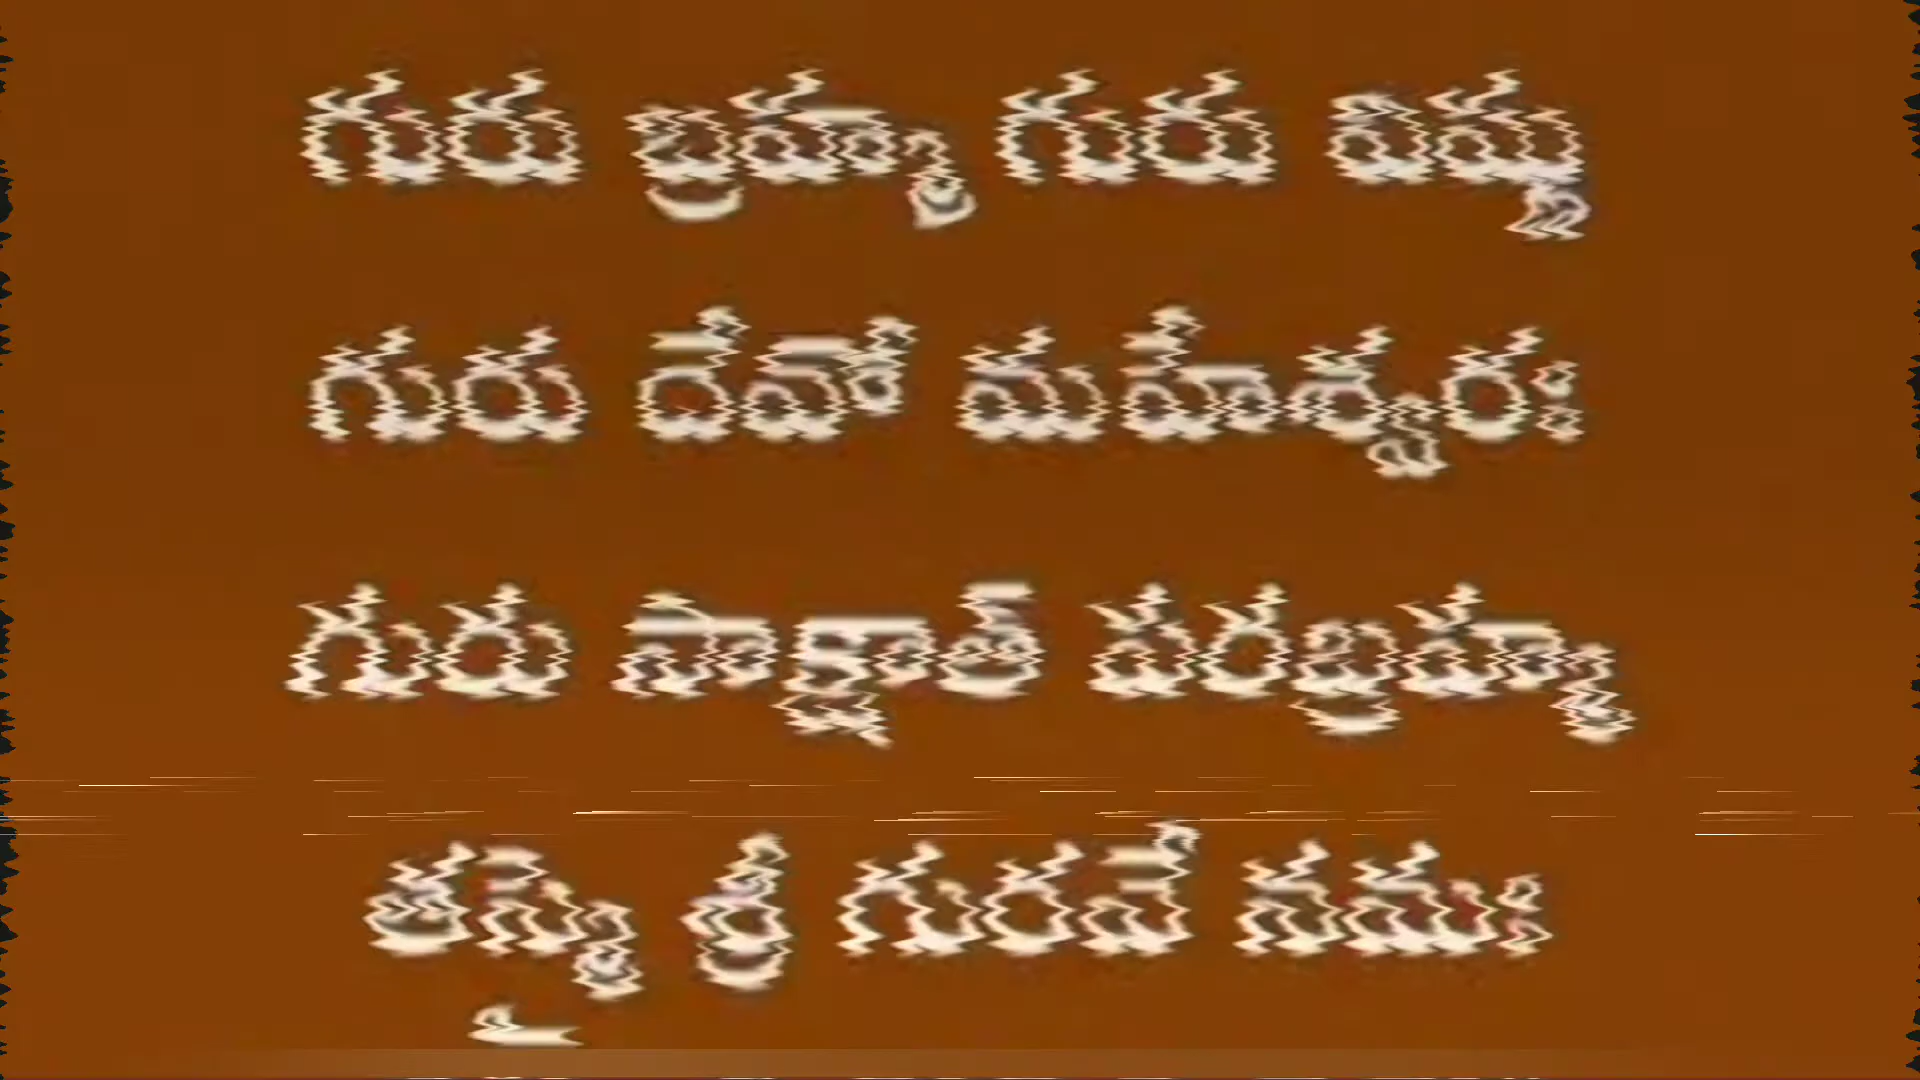 గురు బ్రహ్మ గురు విష్ణు
గురు దేవో మహేశ్వరః
గురు సాక్షాత్ పరబ్రహ్మ
తస్మై శ్రీ గురవే నమః